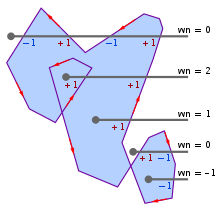 wn = 0
−1 +1 −1 +1
wn = 2
+1 +1
wn = 1
+1
wn = 0
+1 −1
wn = −1
−1